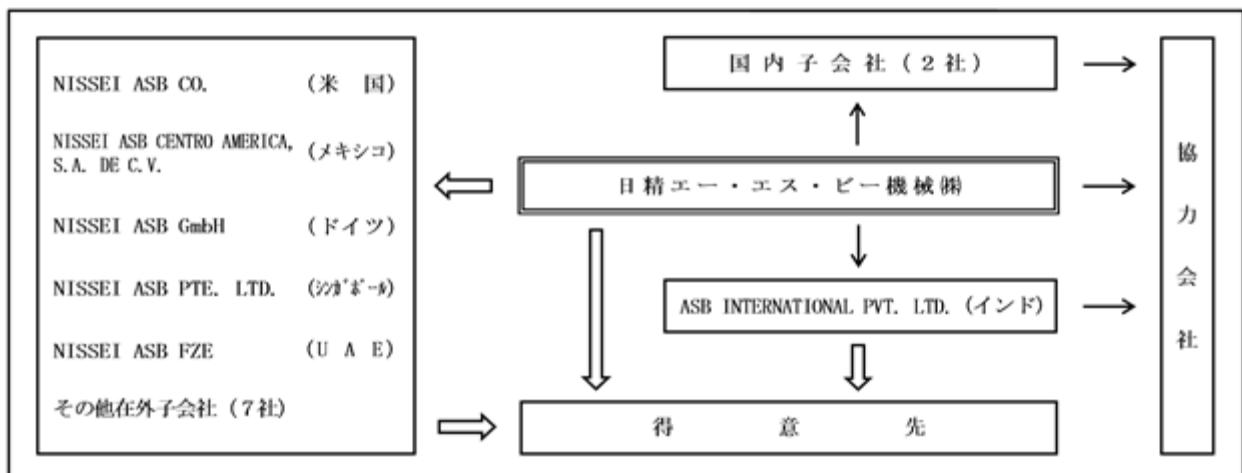 NISSEI ASB CO. (米 国)
NISSEI ASB CENTRO AMERICA, S.A. DE C.V. (メキシコ)
NISSEI ASB GmbH (ドイツ)
NISSEI ASB PTE. LTD. (ｼﾝｶﾞﾎﾟｰﾙ)
NISSEI ASB FZE (U A E)
その他在外子会社 (7社)
国 内 子 会 社 ( 2 社 )
日 精 エ ー ・ エ ス ・ ビ ー 機 械 ㈱
ASB INTERNATIONAL PVT. LTD. (インド)
得 意 先
協力会社